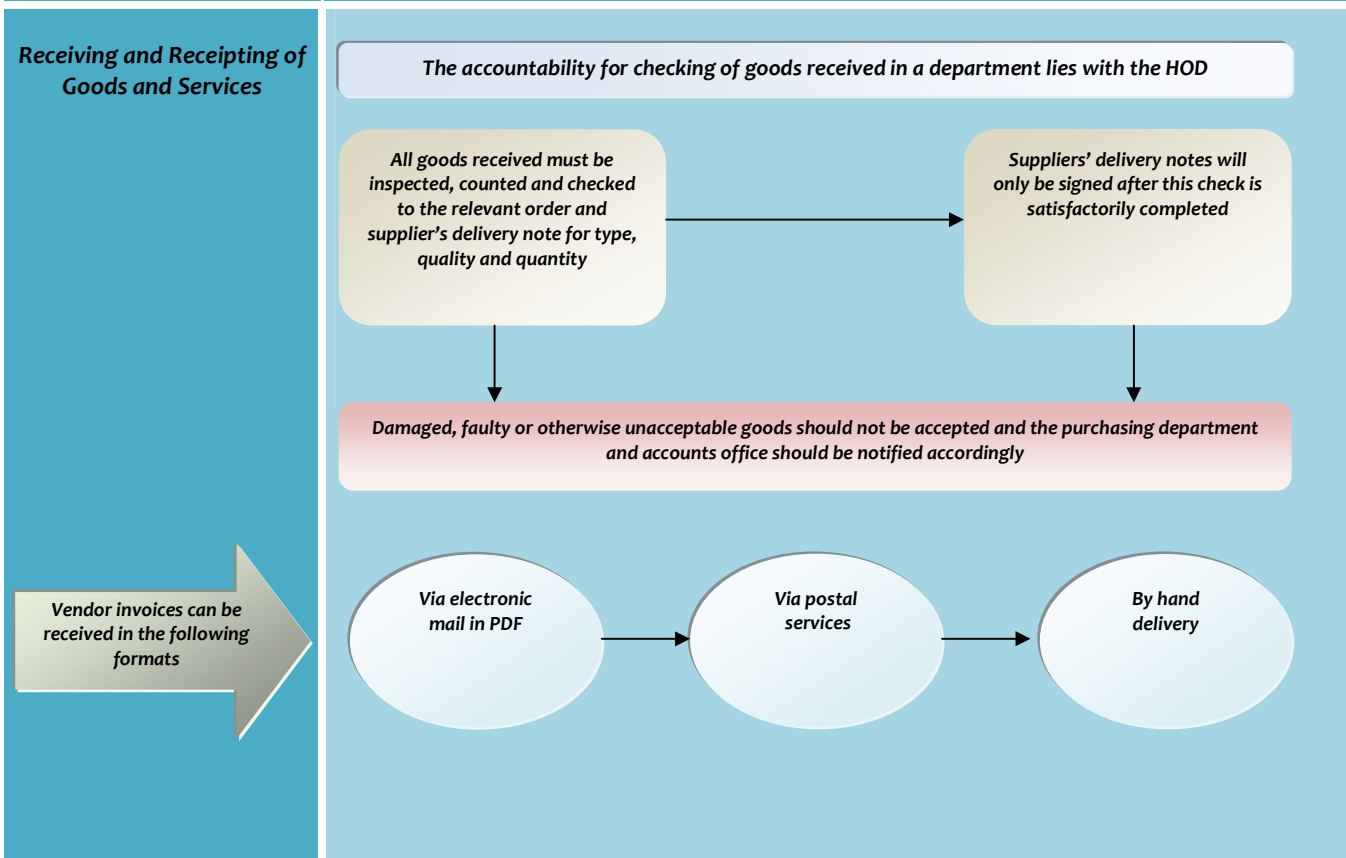 Receiving and Receipting of
Goods and Services
The accountability for checking of goods received in a department lies with the HOD
All goods received must be
inspected, counted and checked
to the relevant order and
supplier's delivery note for type,
quality and quantity
Suppliers' delivery notes will
only be signed after this check is
satisfactorily completed
Damaged, faulty or otherwise unacceptable goods should not be accepted and the purchasing department
and accounts office should be notified accordingly
Vendor invoices can be
received in the following
formats
Via electronic
mail in PDF
Via postal
services
By hand
delivery